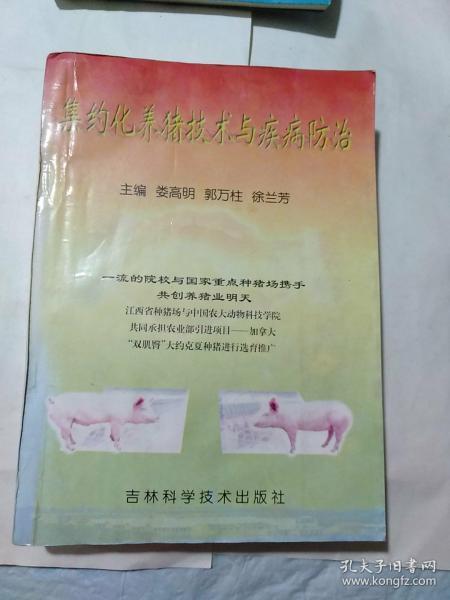 集约化养猪技术与疾病防治
主编 娄高明 郭万柱 徐兰芳
一流的院校与国家重点种猪场携手
共创养猪业明天
江西省种猪场与中国农大动物科技学院
共同承担农业部引进项目——加拿大
“双肌臀”大约克夏种猪进行选育推广
吉林科学技术出版社
孔夫子旧书网
www.kongfz.com